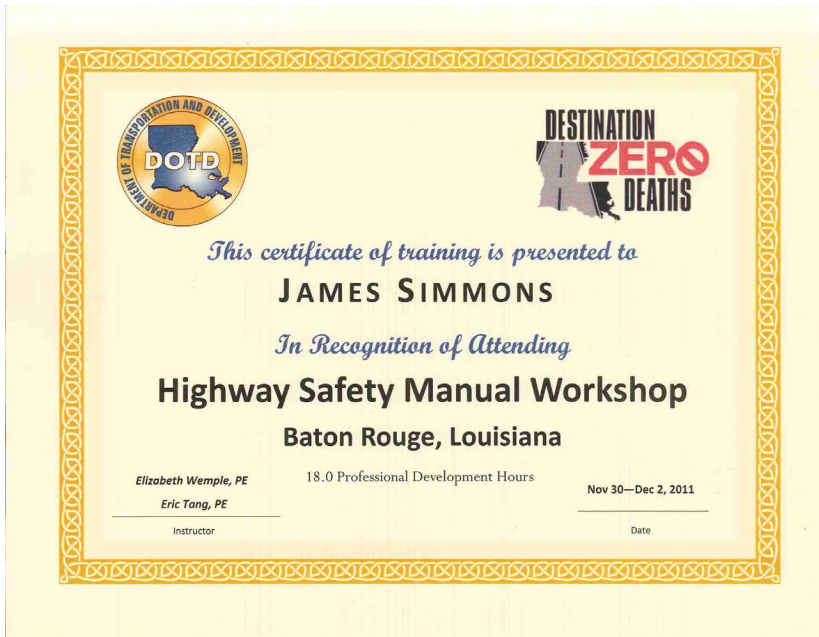 DEPARTMENT OF TRANSPORTATION AND DEVELOPMENT
DOTD
DESTINATION
ZERO
DEATHS
This certificate of training is presented to
JAMES SIMMONS
In Recognition of Attending
Highway Safety Manual Workshop
Baton Rouge, Louisiana
18.0 Professional Development Hours
Elizabeth Wemple, PE
Eric Tang, PE
Instructor
Nov 30—Dec 2, 2011
Date